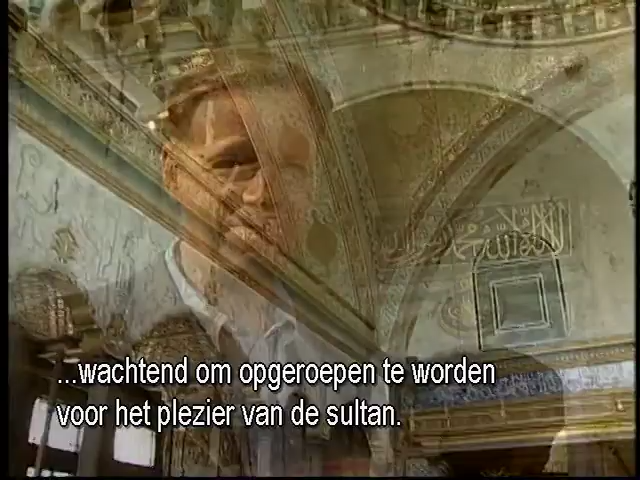 ...wachtend om opgeroepen te worden
voor het plezier van de sultan.